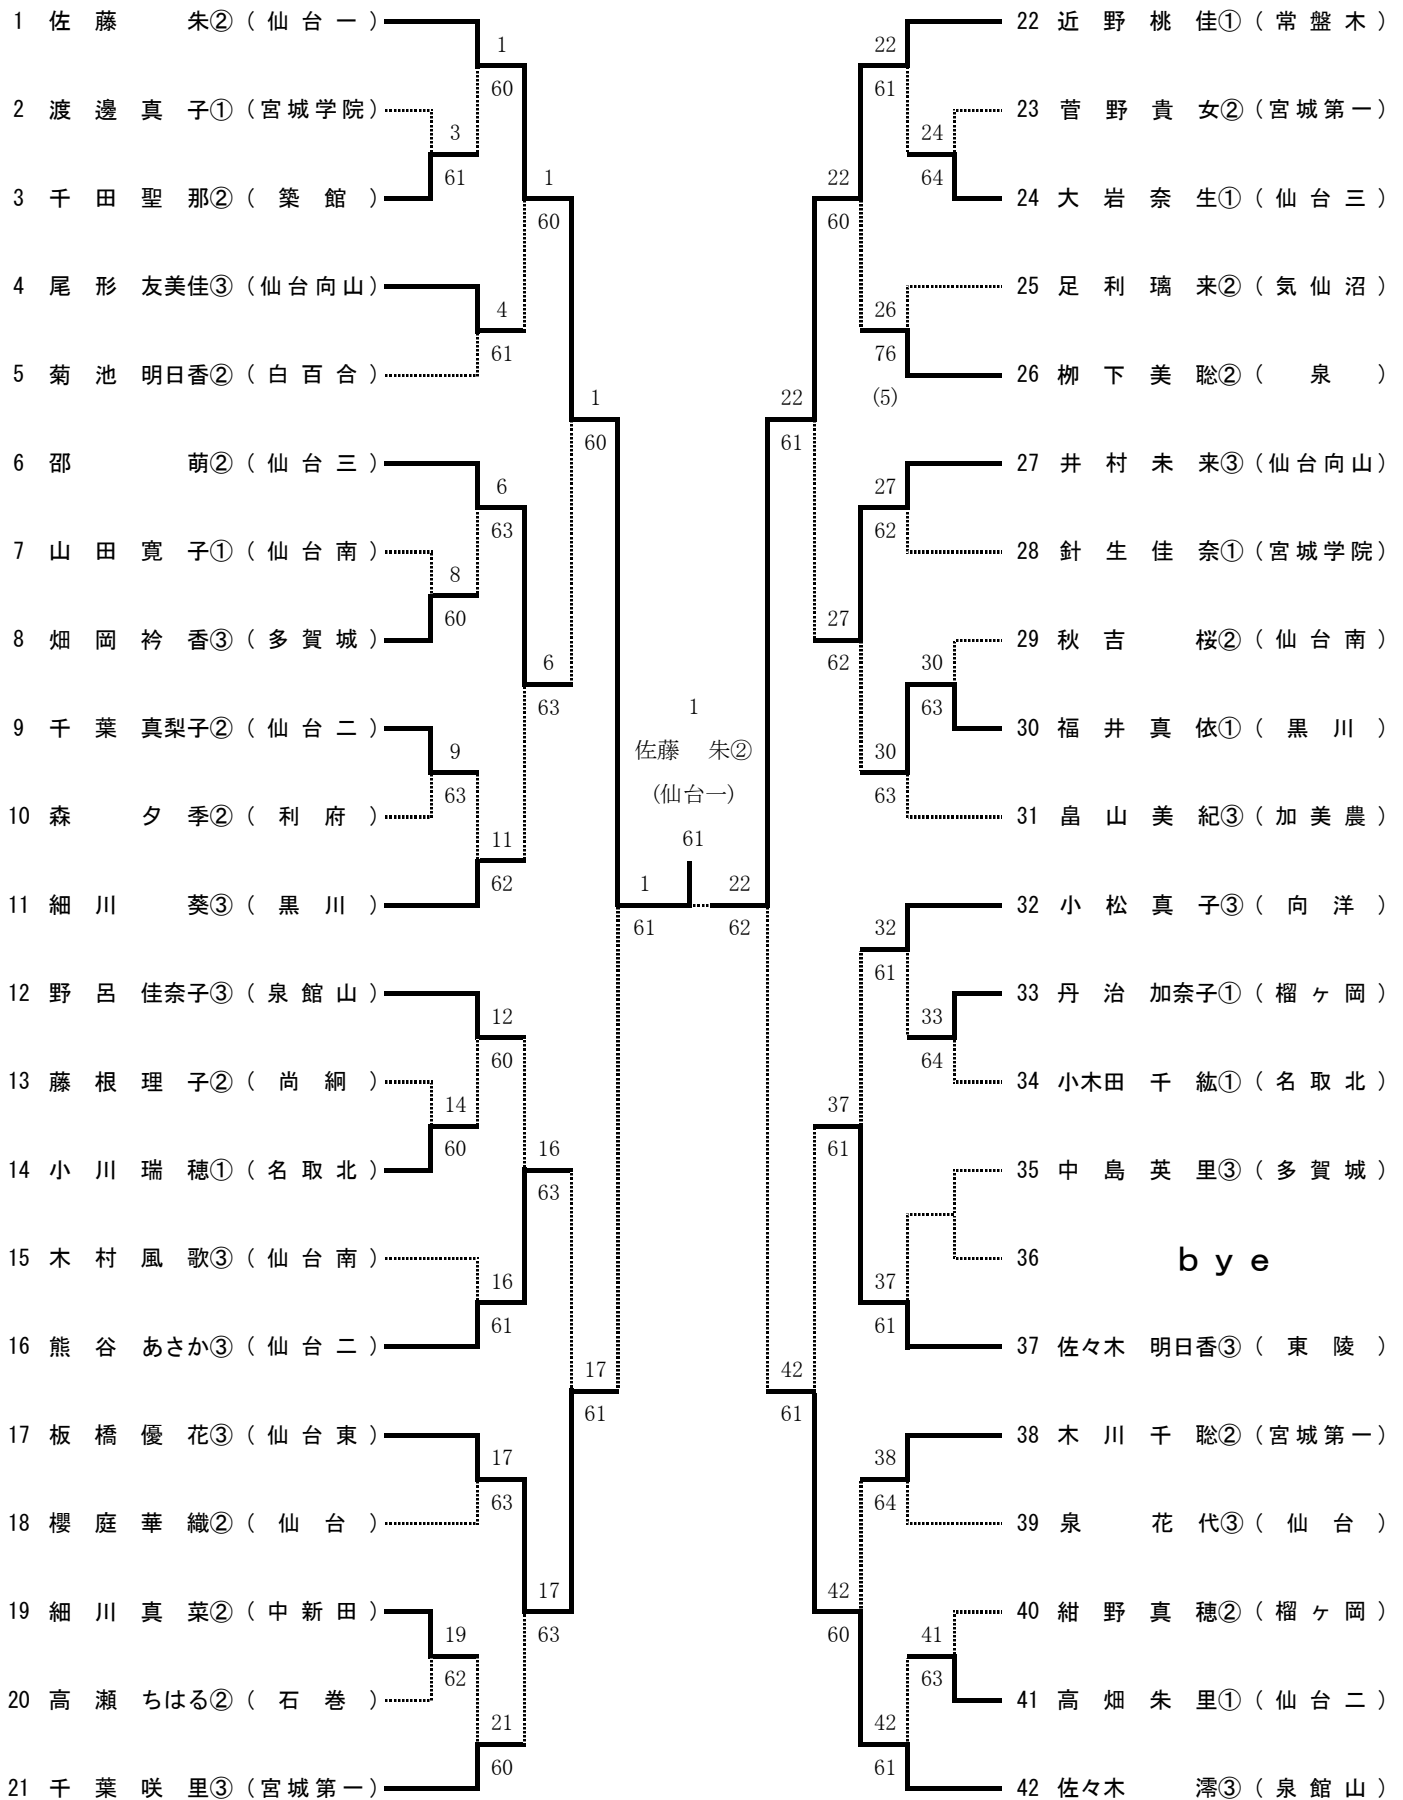 1 佐藤 朱② (仙台一)
2 渡邊真子① (宮城学院)
3 千田聖那② (築館)
4 尾形友美佳③ (仙台向山)
5 菊池明日香② (白百合)
6 邵 萌② (仙台三)
7 山田寛子① (仙台南)
8 畑岡衿香③ (多賀城)
9 千葉真梨子② (仙台二)
10 森 夕季② (利府)
11 細川 葵③ (黒川)
12 野呂佳奈子③ (泉館山)
13 藤根理子② (尚絅)
14 小川瑞穂① (名取北)
15 木村風歌③ (仙台南)
16 熊谷あさか③ (仙台二)
17 板橋優花③ (仙台東)
18 櫻庭華織② (仙台)
19 細川真菜② (中新田)
20 高瀬ちはる② (石巻)
21 千葉咲里③ (宮城第一)
1
60
3
61
4
61
6
63
8
60
9
63
11
62
12
60
14
60
16
61
17
63
19
62
21
60
1
60
6
63
16
63
17
63
1
60
17
61
1
61
1
佐藤 朱②
(仙台一)
61
22
62
22
61
42
61
22
60
27
62
37
61
42
60
22
61
24
64
26
76
(5)
27
62
30
63
30
63
32
61
33
64
37
61
38
64
41
63
42
61
22 近野桃佳① (常盤木)
23 菅野貴女② (宮城第一)
24 大岩奈生① (仙台三)
25 足利璃来② (気仙沼)
26 栁下美聡② (泉)
27 井村未来③ (仙台向山)
28 針生佳奈① (宮城学院)
29 秋吉 桜② (仙台南)
30 福井真依① (黒川)
31 畠山美紀③ (加美農)
32 小松真子③ (向洋)
33 丹治加奈子① (榴ヶ岡)
34 小木田千紘① (名取北)
35 中島英里③ (多賀城)
36 bye
37 佐々木明日香③ (東陵)
38 木川千聡② (宮城第一)
39 泉 花代③ (仙台)
40 紺野真穂② (榴ヶ岡)
41 高畑朱里① (仙台二)
42 佐々木 澪③ (泉館山)